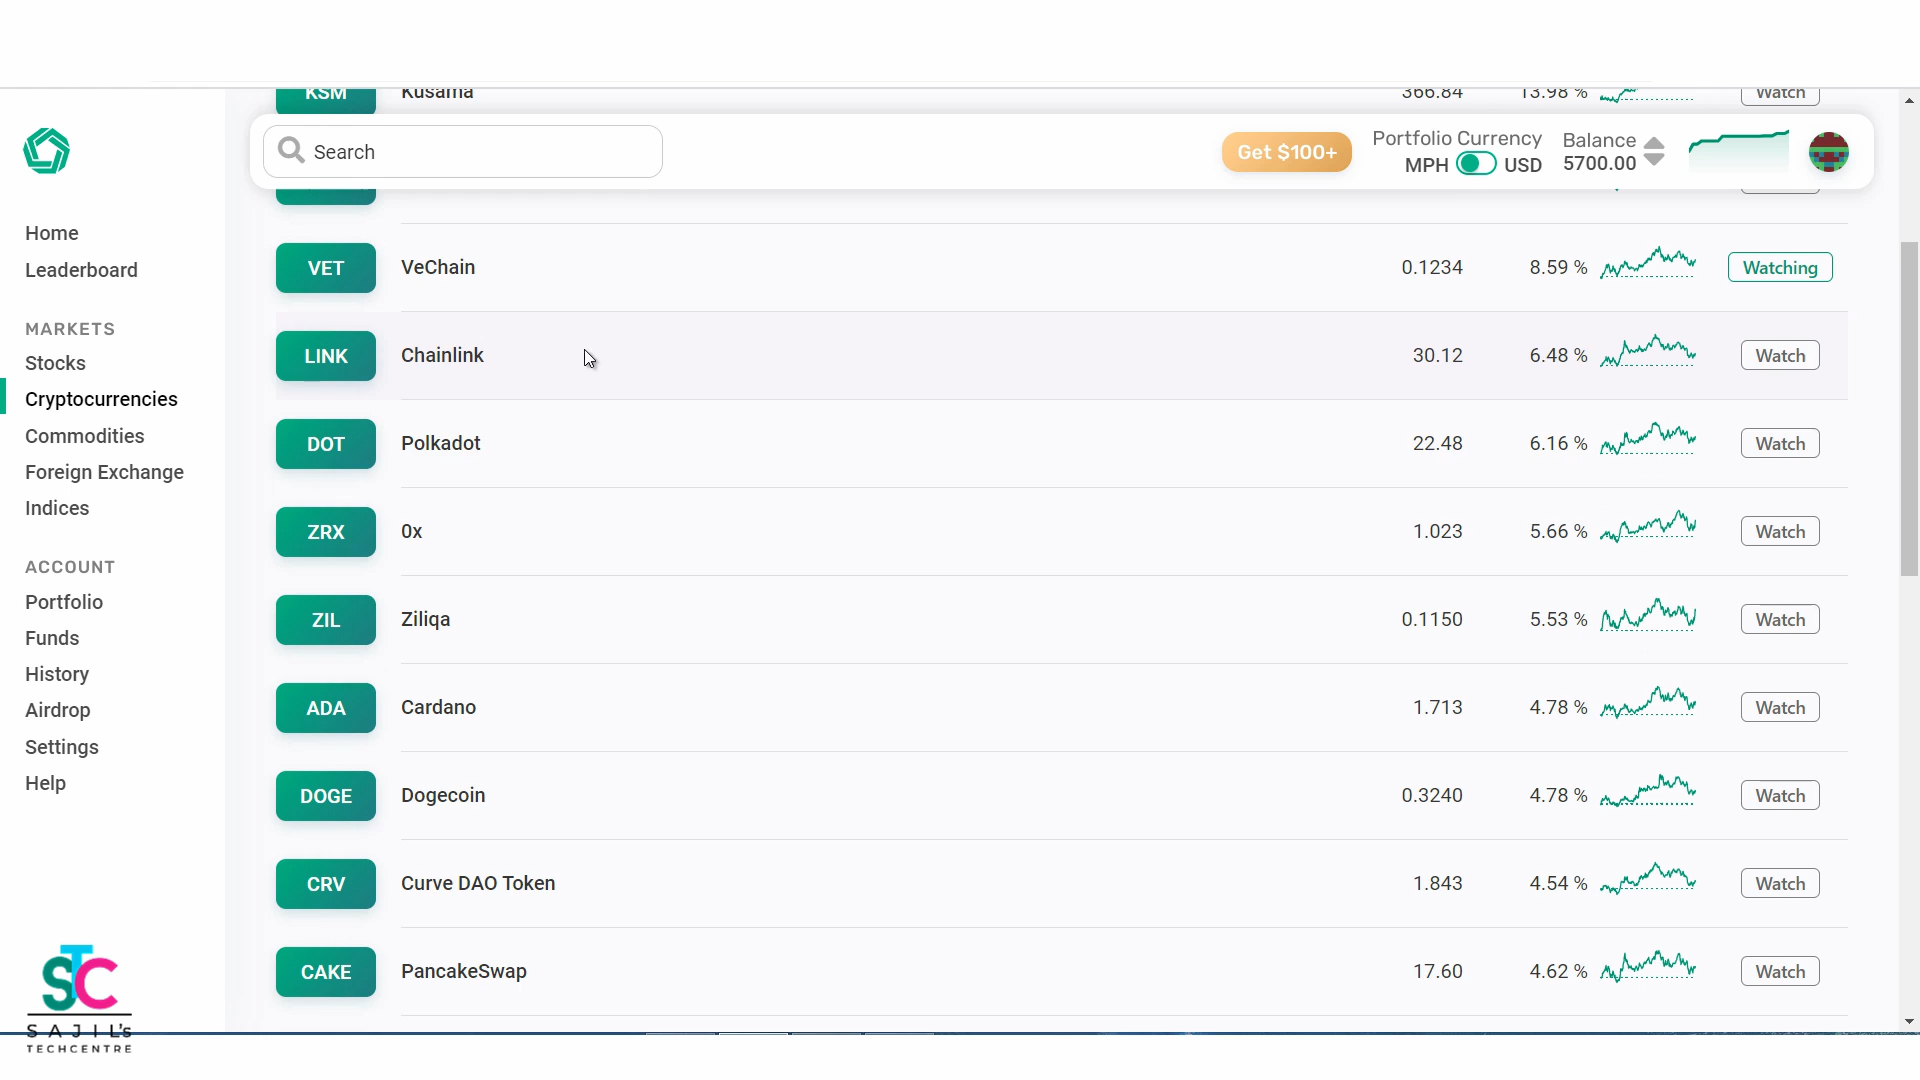 KSM Kusama 366.84 13.98 % Watch
Search
Get $100+
Portfolio Currency
MPH USD
Balance
5700.00
Home
Leaderboard
MARKETS
Stocks
Cryptocurrencies
Commodities
Foreign Exchange
Indices
ACCOUNT
Portfolio
Funds
History
Airdrop
Settings
Help
VET VeChain 0.1234 8.59 % Watching
LINK Chainlink 30.12 6.48 % Watch
DOT Polkadot 22.48 6.16 % Watch
ZRX 0x 1.023 5.66 % Watch
ZIL Ziliqa 0.1150 5.53 % Watch
ADA Cardano 1.713 4.78 % Watch
DOGE Dogecoin 0.3240 4.78 % Watch
CRV Curve DAO Token 1.843 4.54 % Watch
CAKE PancakeSwap 17.60 4.62 % Watch
STC
SAJIL's
TECHCENTRE